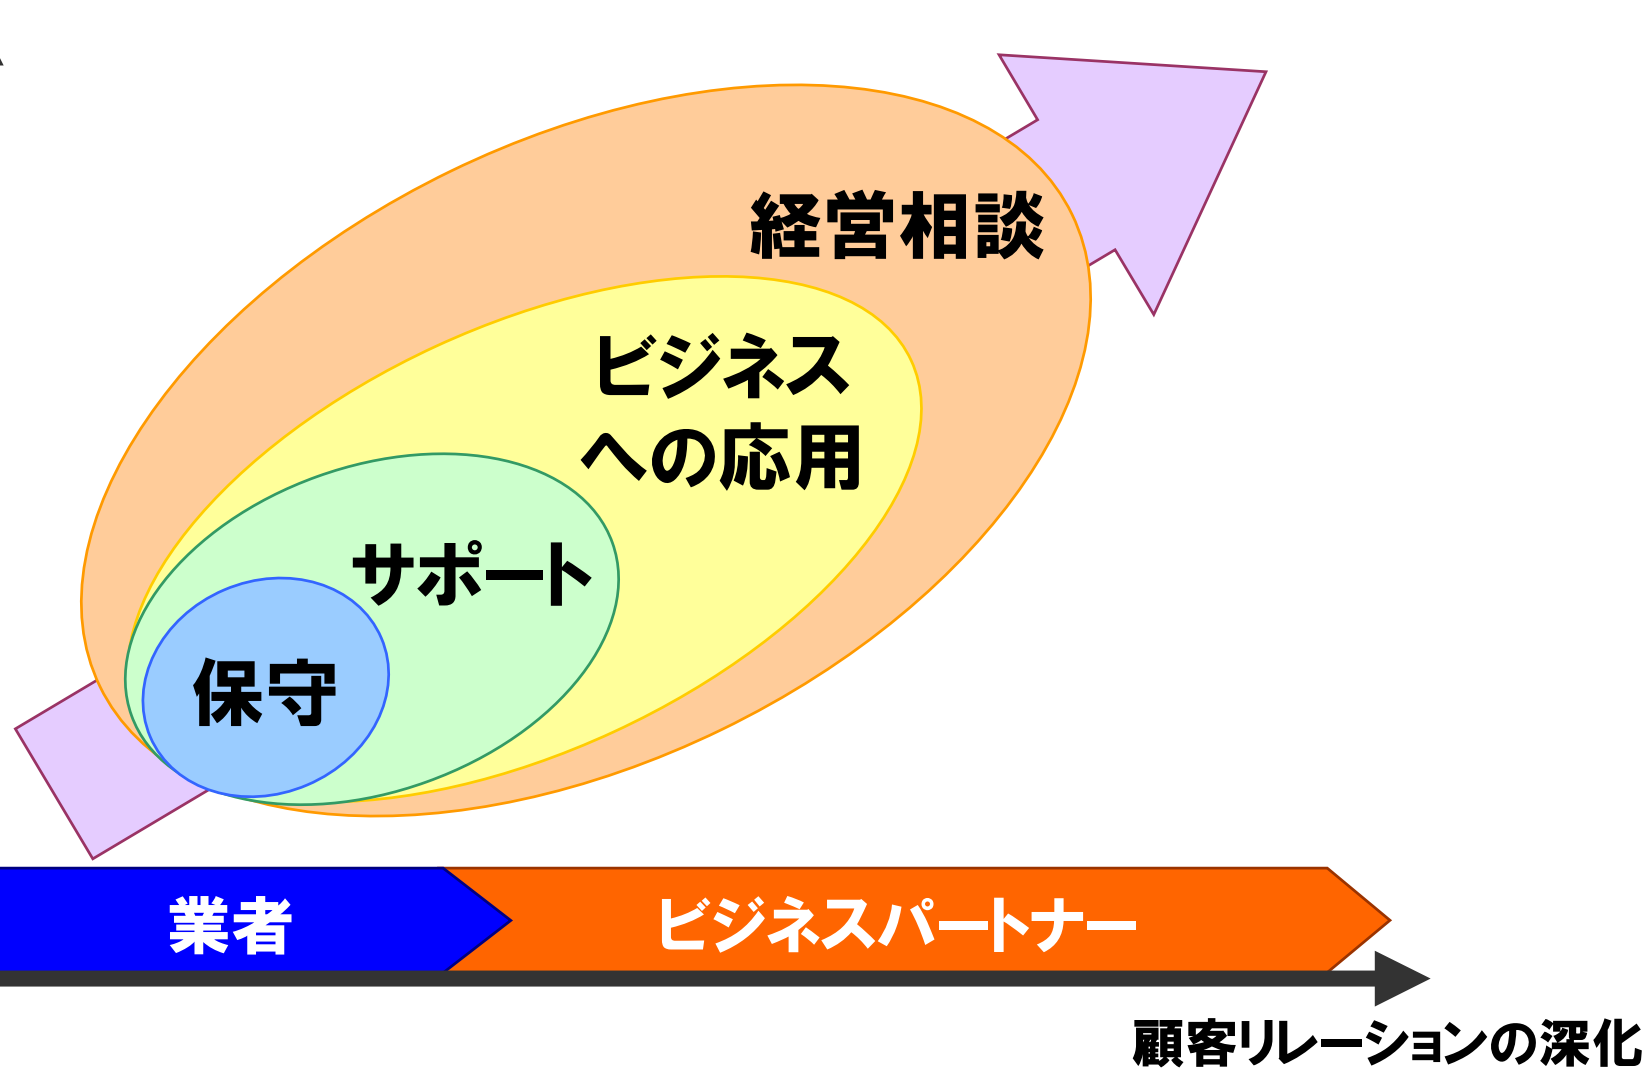 経営相談
ビジネス
への応用
サポート
保守
業者
ビジネスパートナー
顧客リレーションの深化